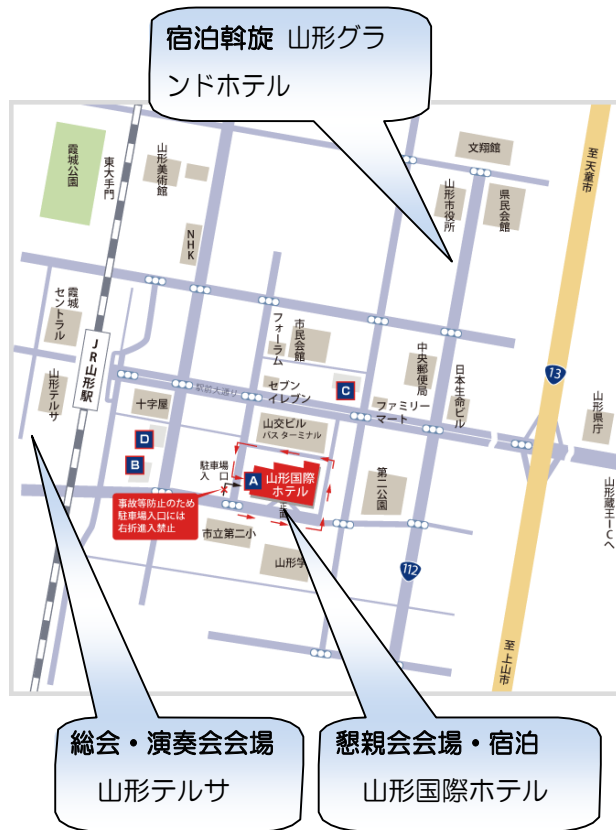 宿泊斡旋 山形グラ
ンドホテル
文翔館
至 天童市
霞城公園
東大手門
山形美術館
山形市役所
県民会館
NHK
霞城
セントラル
JR山形駅
山形テルサ
フォーラム
市民会館
中央郵便局
日本生命ビル
13
駅前大通り
セブン
イレブン
C
ファミリー
マート
山形県庁
十字屋
山交ビル
バスターミナル
D
B
駐車場
入 口
A
山形国際
ホテル
第二公園
山形蔵王ICへ
事故等防止のため
駐車場入口には
右折進入禁止
市立第二小
山形学
112
至 上山市
総会・演奏会会場
山形テルサ
懇親会会場・宿泊
山形国際ホテル